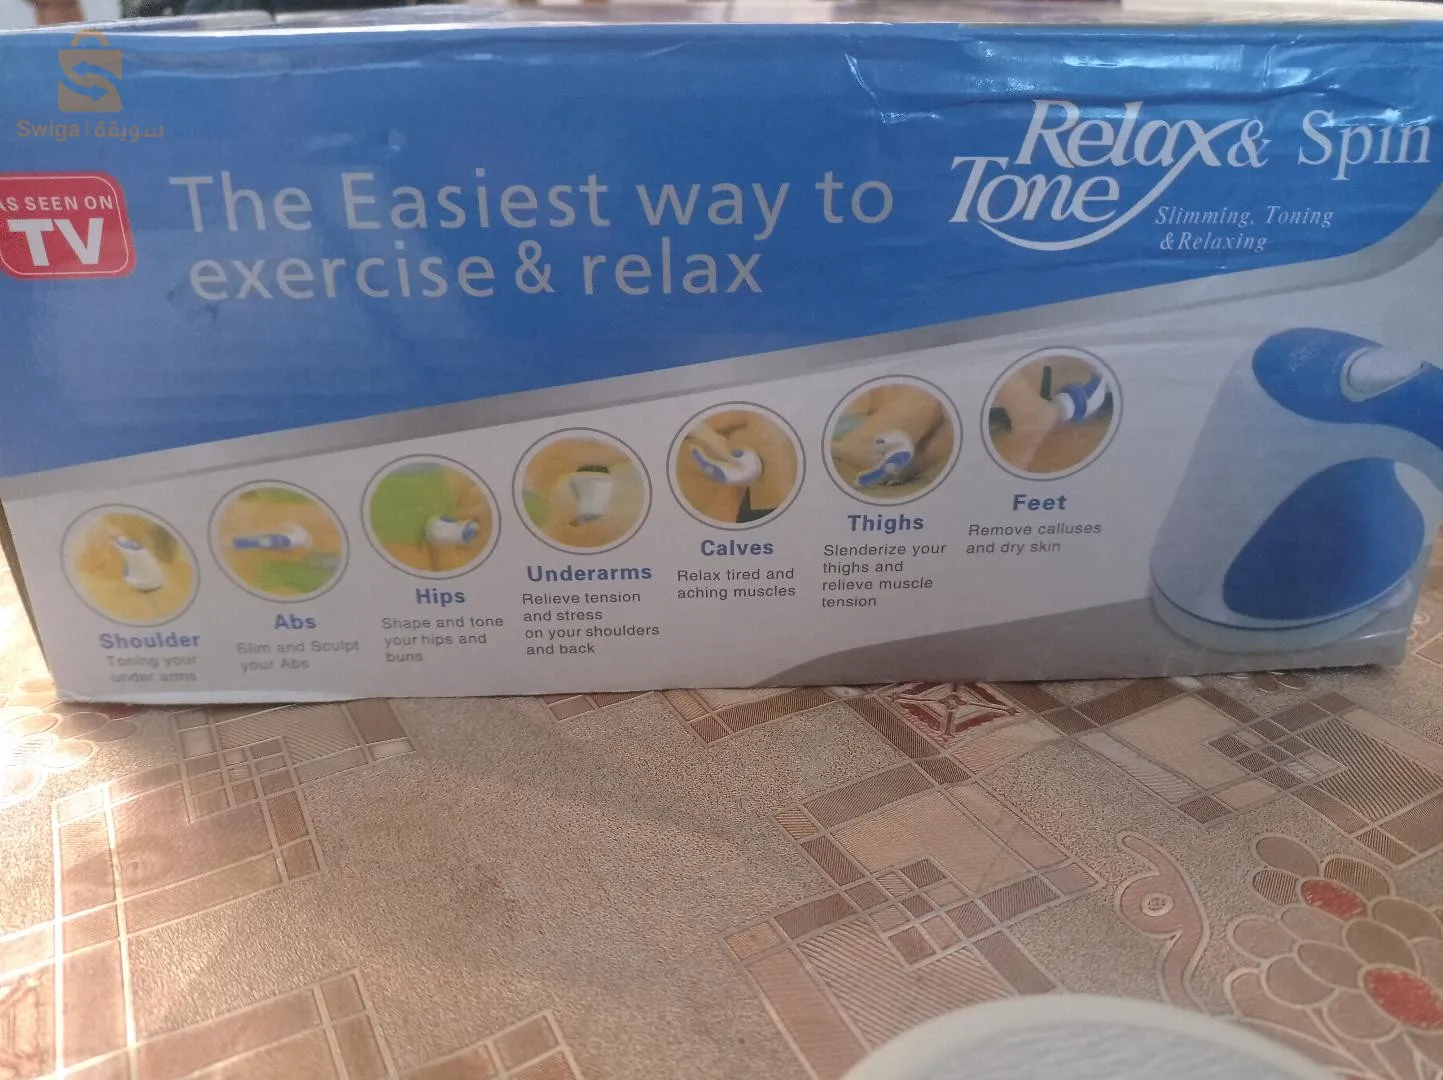 Swiga | سويقة
AS SEEN ON
TV
The Easiest way to
exercise & relax
Relax & Spin
Tone
Slimming, Toning
& Relaxing
Shoulder
Toning your
under arms
Abs
Slim and Sculpt
your Abs
Hips
Shape and tone
your hips and
buns
Underarms
Relieve tension
and stress
on your shoulders
and back
Calves
Relax tired and
aching muscles
Thighs
Slenderize your
thighs and
relieve muscle
tension
Feet
Remove calluses
and dry skin